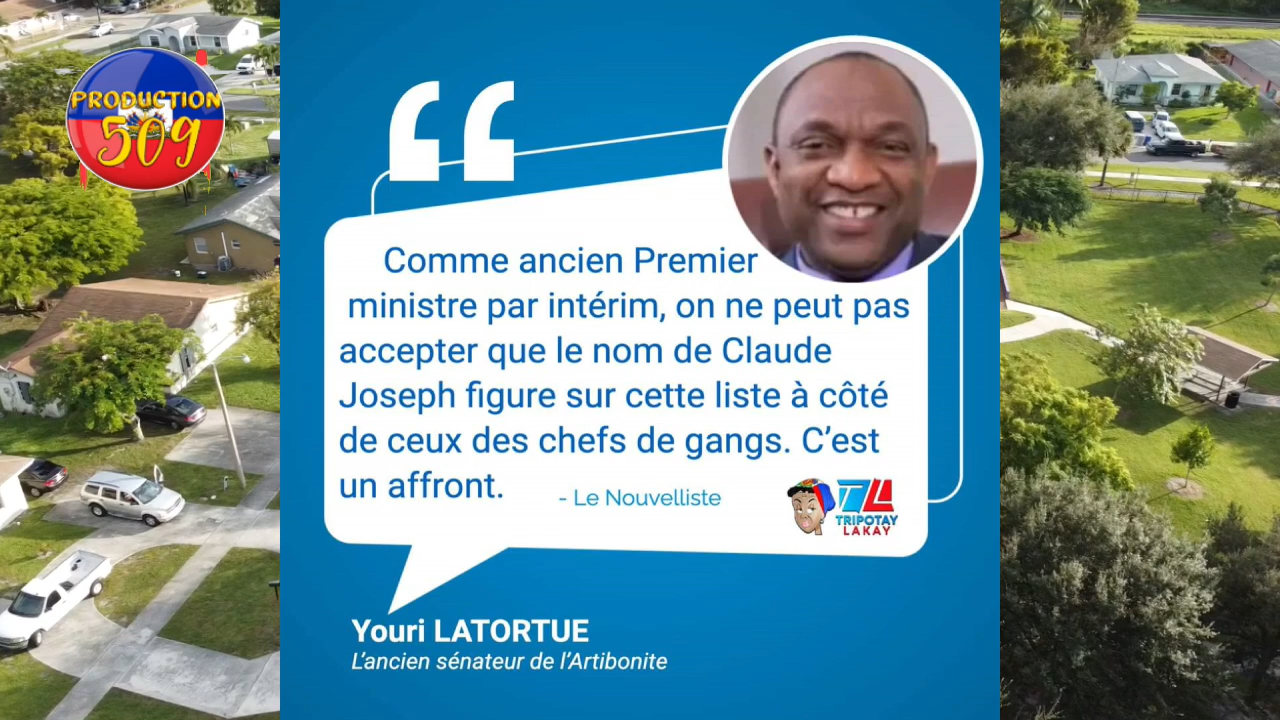 PRODUCTION
509
Comme ancien Premier
ministre par intérim, on ne peut pas
accepter que le nom de Claude
Joseph figure sur cette liste à côté
de ceux des chefs de gangs. C’est
un affront.
- Le Nouvelliste
TL
TRIPOTAY
LAKAY
Youri LATORTUE
L’ancien sénateur de l’Artibonite